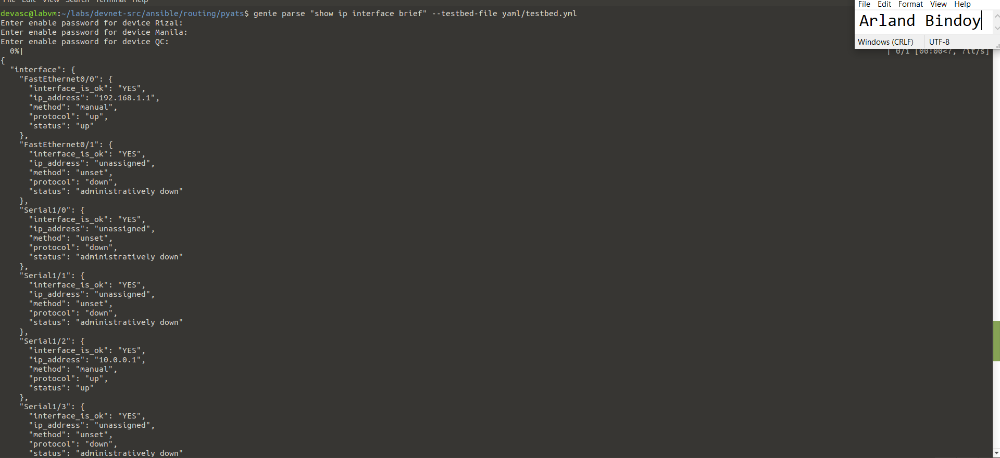 File Edit View Search Terminal Help
devasc@labvm:~/labs/devnet-src/ansible/routing/pyats$ genie parse "show ip interface brief" --testbed-file yaml/testbed.yml
Enter enable password for device Rizal:
Enter enable password for device Manila:
Enter enable password for device QC:
  0%| | 0/1 [00:00<?, ?it/s]
{
  "interface": {
    "FastEthernet0/0": {
      "interface_is_ok": "YES",
      "ip_address": "192.168.1.1",
      "method": "manual",
      "protocol": "up",
      "status": "up"
    },
    "FastEthernet0/1": {
      "interface_is_ok": "YES",
      "ip_address": "unassigned",
      "method": "unset",
      "protocol": "down",
      "status": "administratively down"
    },
    "Serial1/0": {
      "interface_is_ok": "YES",
      "ip_address": "unassigned",
      "method": "unset",
      "protocol": "down",
      "status": "administratively down"
    },
    "Serial1/1": {
      "interface_is_ok": "YES",
      "ip_address": "unassigned",
      "method": "unset",
      "protocol": "down",
      "status": "administratively down"
    },
    "Serial1/2": {
      "interface_is_ok": "YES",
      "ip_address": "10.0.0.1",
      "method": "manual",
      "protocol": "up",
      "status": "up"
    },
    "Serial1/3": {
      "interface_is_ok": "YES",
      "ip_address": "unassigned",
      "method": "unset",
      "protocol": "down",
      "status": "administratively down"
File Edit Format View Help
Arland Bindoy
Windows (CRLF) UTF-8